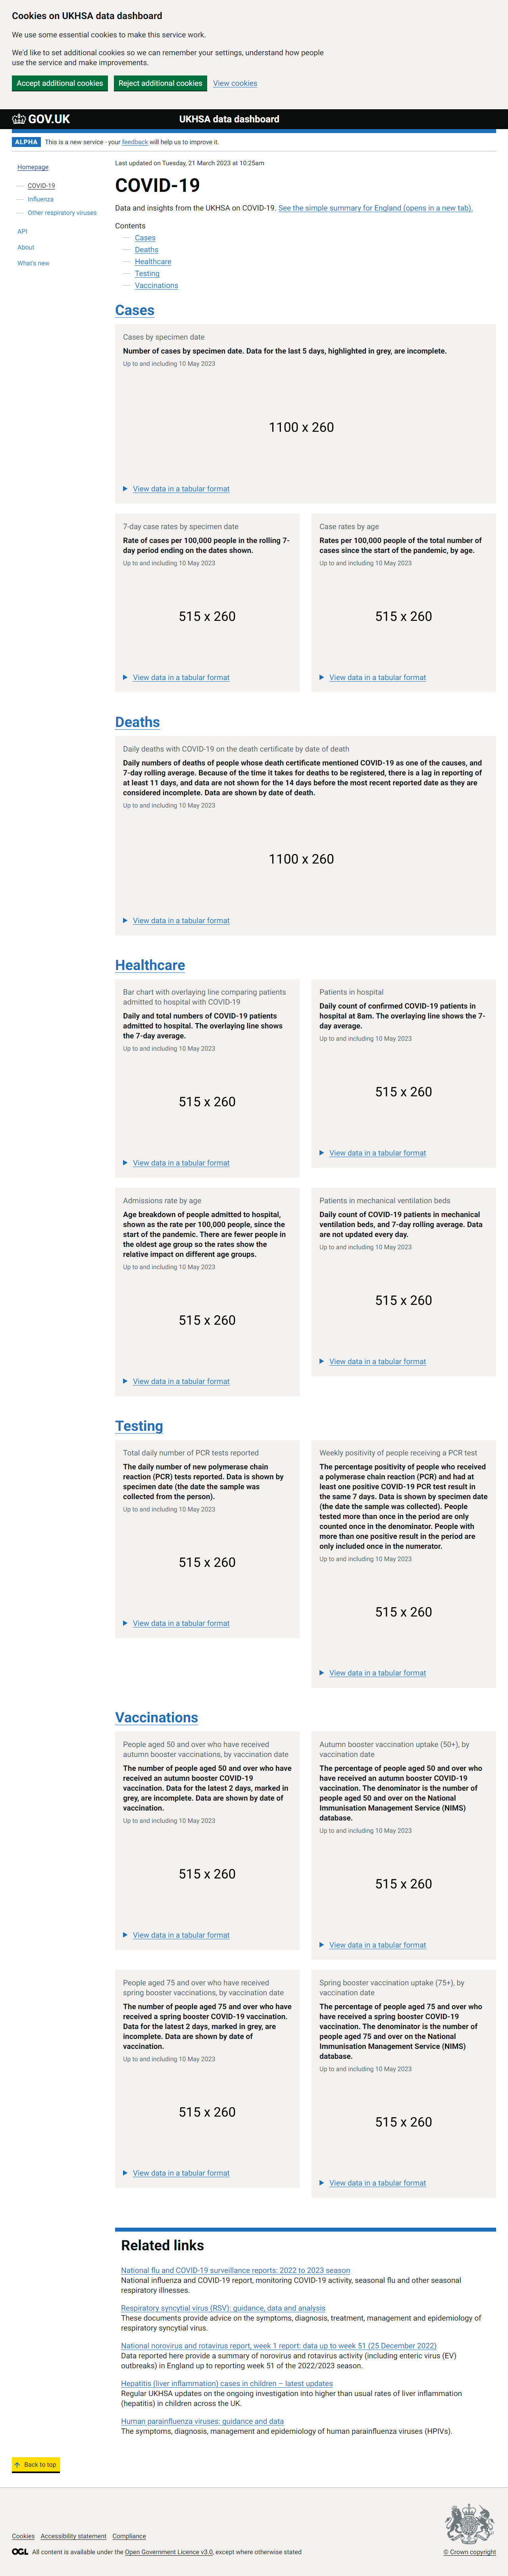 Cookies on UKHSA data dashboard
We use some essential cookies to make this service work.
We'd like to set additional cookies so we can remember your settings, understand how people
use the service and make improvements.
Accept additional cookies Reject additional cookies View cookies
GOV.UK UKHSA data dashboard
ALPHA This is a new service - your feedback will help us to improve it.
Homepage
COVID-19
Influenza
Other respiratory viruses
API
About
What's new
Last updated on Tuesday, 21 March 2023 at 10:25am
COVID-19
Data and insights from the UKHSA on COVID-19. See the simple summary for England (opens in a new tab).
Contents
Cases
Deaths
Healthcare
Testing
Vaccinations
Cases
Cases by specimen date
Number of cases by specimen date. Data for the last 5 days, highlighted in grey, are incomplete.
Up to and including 10 May 2023
1100 x 260
View data in a tabular format
7-day case rates by specimen date
Rate of cases per 100,000 people in the rolling 7-
day period ending on the dates shown.
Up to and including 10 May 2023
515 x 260
View data in a tabular format
Case rates by age
Rates per 100,000 people of the total number of
cases since the start of the pandemic, by age.
Up to and including 10 May 2023
515 x 260
View data in a tabular format
Deaths
Daily deaths with COVID-19 on the death certificate by date of death
Daily numbers of deaths of people whose death certificate mentioned COVID-19 as one of the causes, and
7-day rolling average. Because of the time it takes for deaths to be registered, there is a lag in reporting of
at least 11 days, and data are not shown for the 14 days before the most recent reported date as they are
considered incomplete. Data are shown by date of death.
Up to and including 10 May 2023
1100 x 260
View data in a tabular format
Healthcare
Bar chart with overlaying line comparing patients
admitted to hospital with COVID-19
Daily and total numbers of COVID-19 patients
admitted to hospital. The overlaying line shows
the 7-day average.
Up to and including 10 May 2023
515 x 260
View data in a tabular format
Patients in hospital
Daily count of confirmed COVID-19 patients in
hospital at 8am. The overlaying line shows the 7-
day average.
Up to and including 10 May 2023
515 x 260
View data in a tabular format
Admissions rate by age
Age breakdown of people admitted to hospital,
shown as the rate per 100,000 people, since the
start of the pandemic. There are fewer people in
the oldest age group so the rates show the
relative impact on different age groups.
Up to and including 10 May 2023
515 x 260
View data in a tabular format
Patients in mechanical ventilation beds
Daily count of COVID-19 patients in mechanical
ventilation beds, and 7-day rolling average. Data
are not updated every day.
Up to and including 10 May 2023
515 x 260
View data in a tabular format
Testing
Total daily number of PCR tests reported
The daily number of new polymerase chain
reaction (PCR) tests reported. Data is shown by
specimen date (the date the sample was
collected from the person).
Up to and including 10 May 2023
515 x 260
View data in a tabular format
Weekly positivity of people receiving a PCR test
The percentage positivity of people who received
a polymerase chain reaction (PCR) and had at
least one positive COVID-19 PCR test result in
the same 7 days. Data is shown by specimen date
(the date the sample was collected). People
tested more than once in the period are only
counted once in the denominator. People with
more than one positive result in the period are
only included once in the numerator.
Up to and including 10 May 2023
515 x 260
View data in a tabular format
Vaccinations
People aged 50 and over who have received
autumn booster vaccinations, by vaccination date
The number of people aged 50 and over who have
received an autumn booster COVID-19
vaccination. Data for the latest 2 days, marked in
grey, are incomplete. Data are shown by date of
vaccination.
Up to and including 10 May 2023
515 x 260
View data in a tabular format
Autumn booster vaccination uptake (50+), by
vaccination date
The percentage of people aged 50 and over who
have received an autumn booster COVID-19
vaccination. The denominator is the number of
people aged 50 and over on the National
Immunisation Management Service (NIMS)
database.
Up to and including 10 May 2023
515 x 260
View data in a tabular format
People aged 75 and over who have received
spring booster vaccinations, by vaccination date
The number of people aged 75 and over who have
received a spring booster COVID-19 vaccination.
Data for the latest 2 days, marked in grey, are
incomplete. Data are shown by date of
vaccination.
Up to and including 10 May 2023
515 x 260
View data in a tabular format
Spring booster vaccination uptake (75+), by
vaccination date
The percentage of people aged 75 and over who
have received a spring booster COVID-19
vaccination. The denominator is the number of
people aged 75 and over on the National
Immunisation Management Service (NIMS)
database.
Up to and including 10 May 2023
515 x 260
View data in a tabular format
Related links
National flu and COVID-19 surveillance reports: 2022 to 2023 season
National influenza and COVID-19 report, monitoring COVID-19 activity, seasonal flu and other seasonal
respiratory illnesses.
Respiratory syncytial virus (RSV): guidance, data and analysis
These documents provide advice on the symptoms, diagnosis, treatment, management and epidemiology of
respiratory syncytial virus.
National norovirus and rotavirus report, week 1 report: data up to week 51 (25 December 2022)
Data reported here provide a summary of norovirus and rotavirus activity (including enteric virus (EV)
outbreaks) in England up to reporting week 51 of the 2022/2023 season.
Hepatitis (liver inflammation) cases in children – latest updates
Regular UKHSA updates on the ongoing investigation into higher than usual rates of liver inflammation
(hepatitis) in children across the UK.
Human parainfluenza viruses: guidance and data
The symptoms, diagnosis, management and epidemiology of human parainfluenza viruses (HPIVs).
Back to top
Cookies Accessibility statement Compliance
OGL All content is available under the Open Government Licence v3.0, except where otherwise stated
© Crown copyright